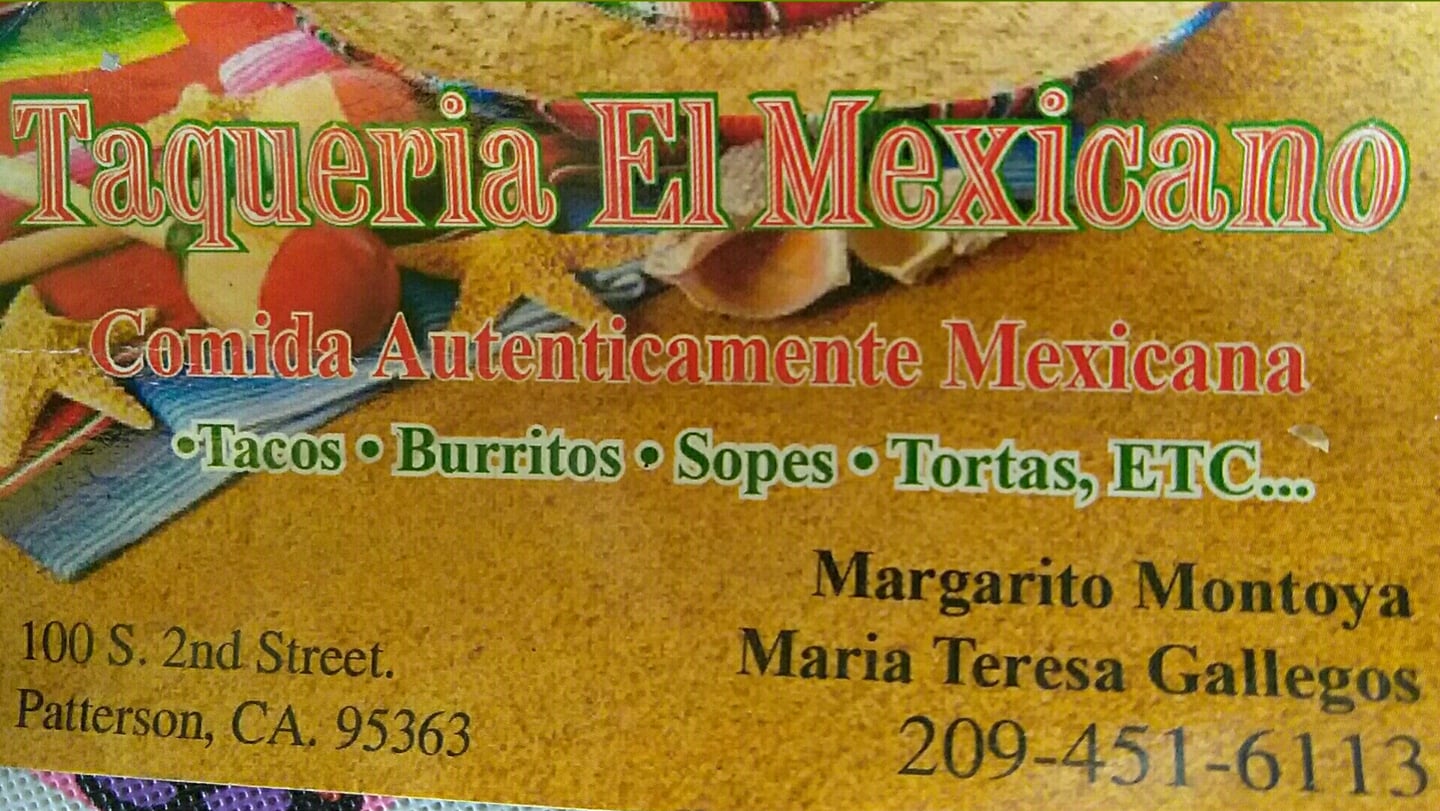 Taqueria El Mexicano
Comida Autenticamente Mexicana
•Tacos • Burritos • Sopes • Tortas, ETC...
Margarito Montoya
Maria Teresa Gallegos
209-451-6113
100 S. 2nd Street.
Patterson, CA. 95363